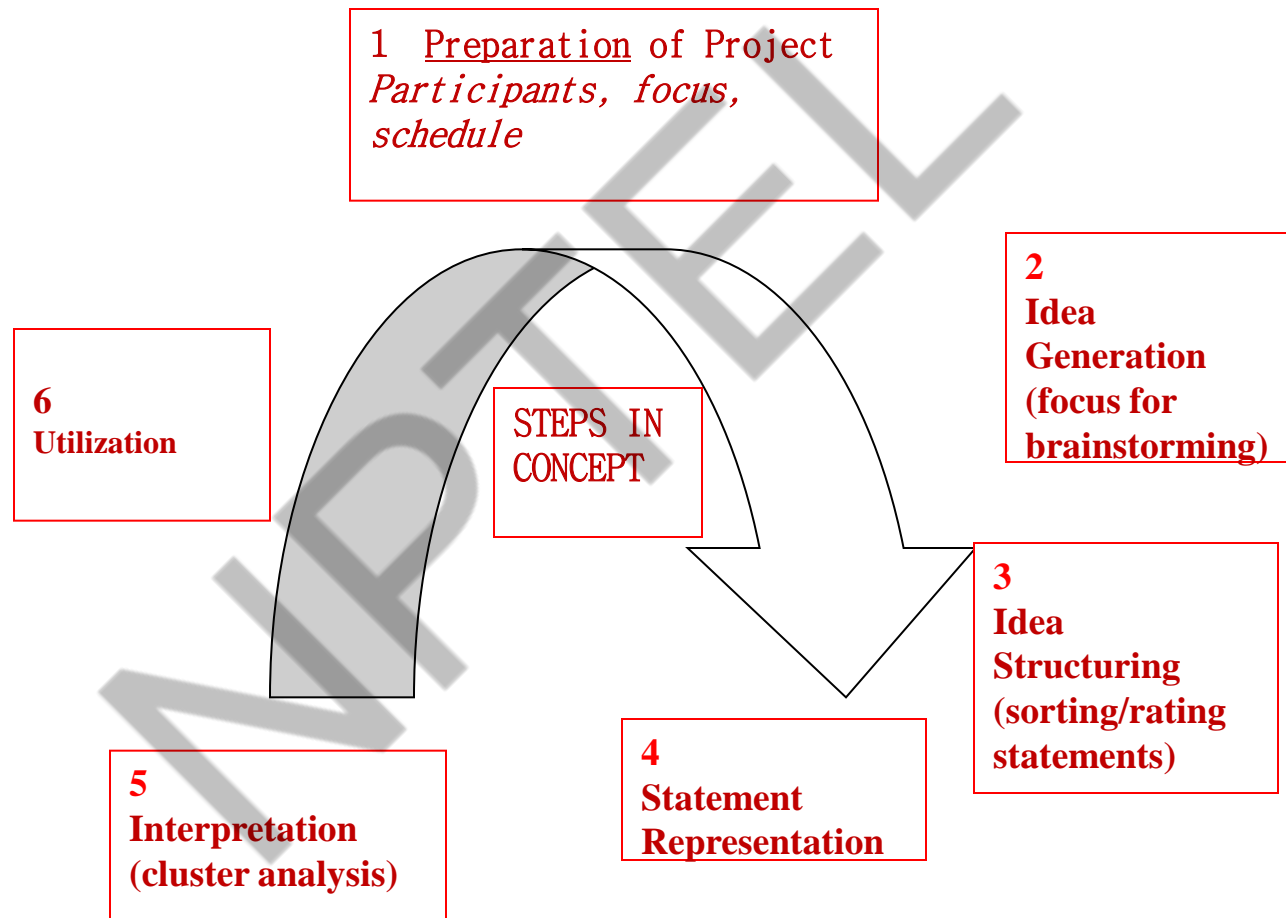 1 Preparation of Project
Participants, focus,
schedule
2
Idea
Generation
(focus for
brainstorming)
6
Utilization
STEPS IN
CONCEPT
3
Idea
Structuring
(sorting/rating
statements)
4
Statement
Representation
5
Interpretation
(cluster analysis)
NPTEL